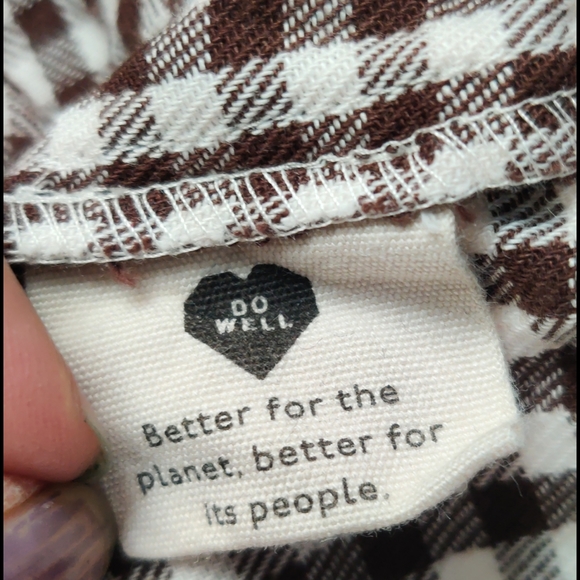 DO
WELL
Better for the
planet, better for
its people.